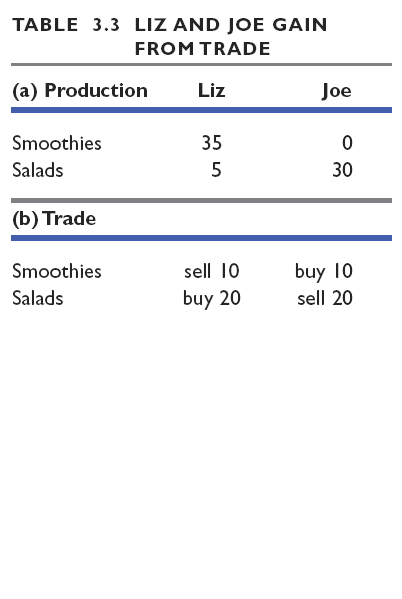 TABLE 3.3 LIZ AND JOE GAIN
FROM TRADE
(a) Production Liz Joe
Smoothies 35 0
Salads 5 30
(b) Trade
Smoothies sell 10 buy 10
Salads buy 20 sell 20